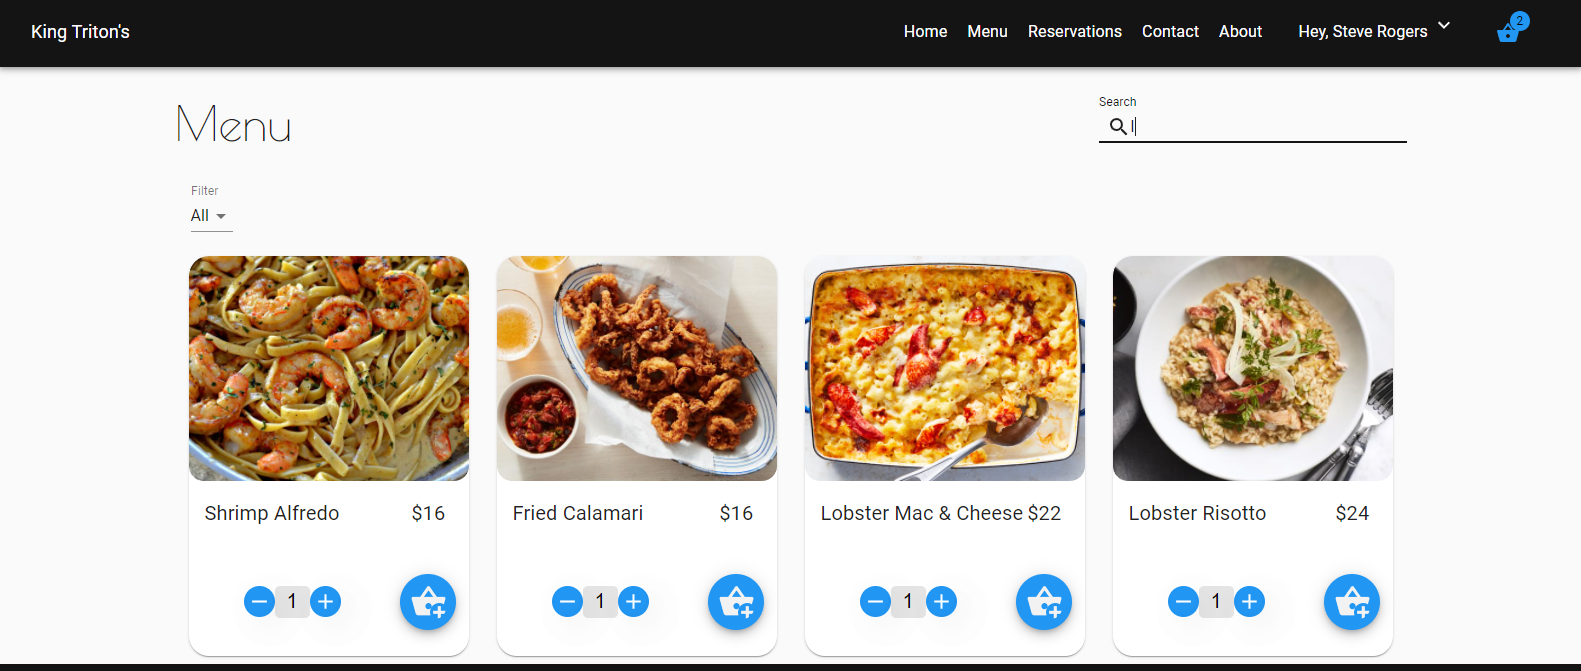 King Triton's
Home Menu Reservations Contact About Hey, Steve Rogers 2
Menu
Search
l
Filter
All
Shrimp Alfredo $16
Fried Calamari $16
Lobster Mac & Cheese $22
Lobster Risotto $24
1
1
1
1